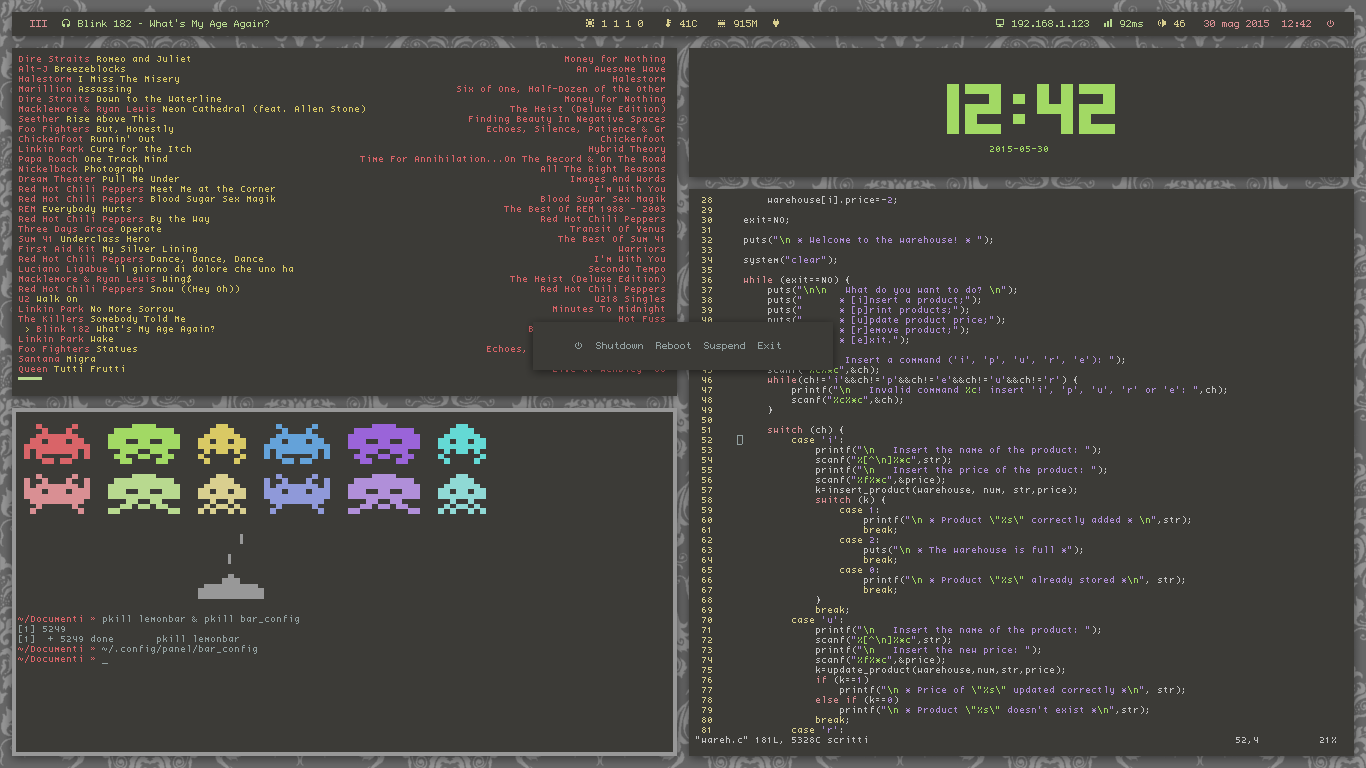 III Blink 182 - What's My Age Again? 1 1 1 0 41C 915M 192.168.1.123 92ms 46 30 mag 2015 12:42
Dire Straits Romeo and Juliet Money for Nothing
Alt-J Breezeblocks An Awesome Wave
Halestorm I Miss The Misery Halestorm
Marillion Assassing Six of One, Half-Dozen of the Other
Dire Straits Down to the Waterline Money for Nothing
Macklemore & Ryan Lewis Neon Cathedral (feat. Allen Stone) The Heist (Deluxe Edition)
Seether Rise Above This Finding Beauty In Negative Spaces
Foo Fighters But, Honestly Echoes, Silence, Patience & Gr
Chickenfoot Runnin' Out Chickenfoot
Linkin Park Cure for the Itch Hybrid Theory
Papa Roach One Track Mind Time For Annihilation...On The Record & On The Road
Nickelback Photograph All The Right Reasons
Dream Theater Pull Me Under Images And Words
Red Hot Chili Peppers Meet Me at the Corner I'm With You
Red Hot Chili Peppers Blood Sugar Sex Magik Blood Sugar Sex Magik
REM Everybody Hurts The Best Of REM 1988 - 2003
Red Hot Chili Peppers By the Way Red Hot Chili Peppers
Three Days Grace Operate Transit Of Venus
Sum 41 Underclass Hero The Best Of Sum 41
First Aid Kit My Silver Lining Warriors
Red Hot Chili Peppers Dance, Dance, Dance I'm With You
Luciano Ligabue il giorno di dolore che uno ha Secondo Tempo
Macklemore & Ryan Lewis Wing$ The Heist (Deluxe Edition)
Red Hot Chili Peppers Snow ((Hey Oh)) Red Hot Chili Peppers
U2 Walk On U218 Singles
Linkin Park No More Sorrow Minutes To Midnight
The Killers Somebody Told Me Hot Fuss
> Blink 182 What's My Age Again?
Linkin Park Wake
Foo Fighters Statues Echoes,
Santana Migra
Queen Tutti Frutti
Shutdown Reboot Suspend Exit
~/Documenti » pkill lemonbar & pkill bar_config
[1] 5249
[1] + 5249 done pkill lemonbar
~/Documenti » ~/.config/panel/bar_config
~/Documenti » _
12:42
2015-05-30
28 warehouse[i].price=-2;
29
30 exit=NO;
31
32 puts("\n * Welcome to the warehouse! * ");
33
34 system("clear");
35
36 while (exit==NO) {
37 puts("\n\n What do you want to do? \n");
38 puts(" * [i]nsert a product;");
39 puts(" * [p]rint products;");
40 puts(" * [u]pdate product price;");
* [r]emove product;");
* [e]xit.");
Insert a command ('i', 'p', 'u', 'r', 'e'): ");
45 scanf("%c%*c",&ch);
46 while(ch!='i'&&ch!='p'&&ch!='e'&&ch!='u'&&ch!='r') {
47 printf("\n Invalid command %c! insert 'i', 'p', 'u', 'r' or 'e': ",ch);
48 scanf("%c%*c",&ch);
49 }
50
51 switch (ch) {
52 case 'i':
53 printf("\n Insert the name of the product: ");
54 scanf("%[^\n]%*c",str);
55 printf("\n Insert the price of the product: ");
56 scanf("%f%*c",&price);
57 k=insert_product(warehouse, num, str,price);
58 switch (k) {
59 case 1:
60 printf("\n * Product \"%s\" correctly added * \n",str);
61 break;
62 case 2:
63 puts("\n * The warehouse is full *");
64 break;
65 case 0:
66 printf("\n * Product \"%s\" already stored *\n", str);
67 break;
68 }
69 break;
70 case 'u':
71 printf("\n Insert the name of the product: ");
72 scanf("%[^\n]%*c",str);
73 printf("\n Insert the new price: ");
74 scanf("%f%*c",&price);
75 k=update_product(warehouse,num,str,price);
76 if (k==1)
77 printf("\n * Price of \"%s\" updated correctly *\n", str);
78 else if (k==0)
79 printf("\n * Product \"%s\" doesn't exist *\n",str);
80 break;
81 case 'r':
"wareh.c" 181L, 5328C scritti 52,4 21%